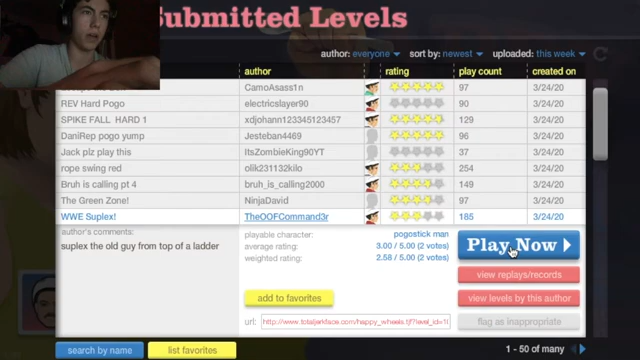 Submitted Levels
author: everyone sort by: newest uploaded: this week
author rating play count created on
CamoAsass1n 97 3/24/20
REV Hard Pogo electricslayer90 90 3/24/20
SPIKE FALL HARD 1 xdjohann123345123457 129 3/24/20
DaniRep pogo yump Jesteban4469 96 3/24/20
Jack plz play this ItsZombieKing90YT 37 3/24/20
rope swing red olik231132kilo 254 3/24/20
Bruh is calling pt 4 bruh_is_calling2000 149 3/24/20
The Green Zone! NinjaDavid 97 3/24/20
WWE Suplex! TheOOFCommand3r 185 3/24/20
author's comments:
suplex the old guy from top of a ladder
playable character: pogostick man
average rating: 3.00 / 5.00 (2 votes)
weighted rating: 2.58 / 5.00 (2 votes)
Play Now
view replays/records
add to favorites
view levels by this author
url: http://www.totaljerkface.com/happy_wheels.tjf?level_id=1
flag as inappropriate
search by name
list favorites
1 - 50 of many